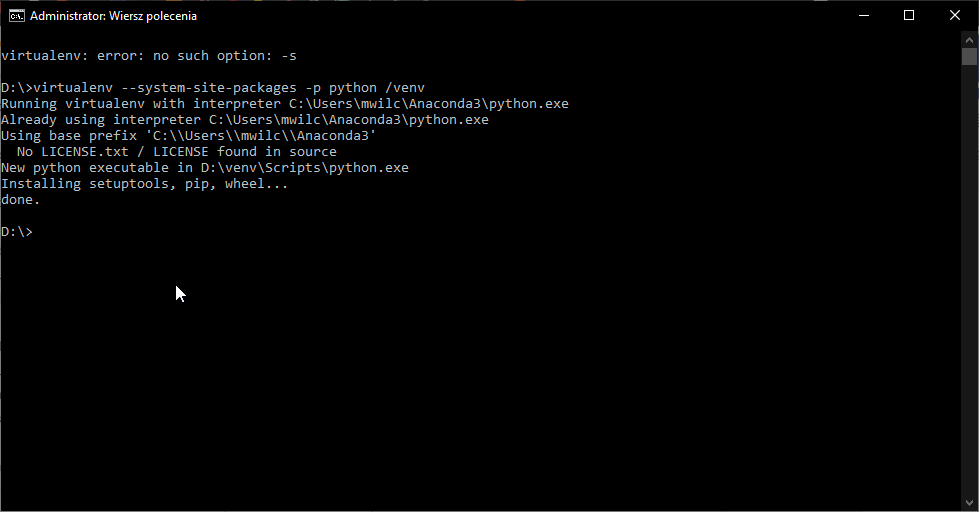 Administrator: Wiersz polecenia
virtualenv: error: no such option: -s
D:\>virtualenv --system-site-packages -p python /venv
Running virtualenv with interpreter C:\Users\mwilc\Anaconda3\python.exe
Already using interpreter C:\Users\mwilc\Anaconda3\python.exe
Using base prefix 'C:\\Users\\mwilc\\Anaconda3'
  No LICENSE.txt / LICENSE found in source
New python executable in D:\venv\Scripts\python.exe
Installing setuptools, pip, wheel...
done.
D:\>